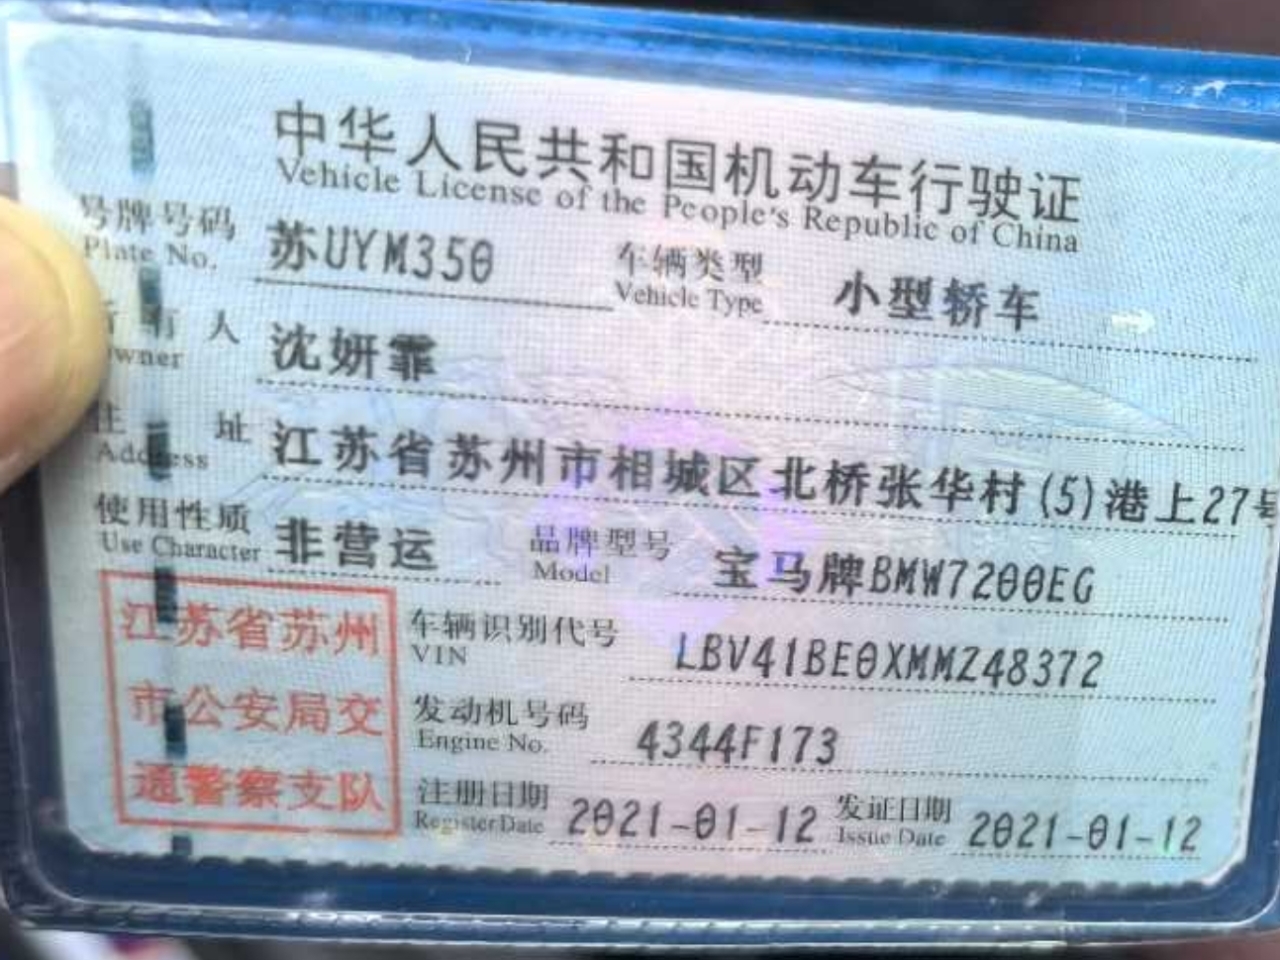 中华人民共和国机动车行驶证
Vehicle License of the People's Republic of China
号牌号码 苏UYM350 车辆类型 小型轿车
Plate No. Vehicle Type
所有人 沈妍霏
Owner
住址 江苏省苏州市相城区北桥张华村(5)港上27号
Address
使用性质 非营运 品牌型号 宝马牌BMW7200EG
Use Character Model
江苏省苏州
市公安局交
通警察支队
车辆识别代号 LBV41BE0XMMZ48372
VIN
发动机号码 4344F173
Engine No.
注册日期 2021-01-12 发证日期 2021-01-12
Register Date Issue Date